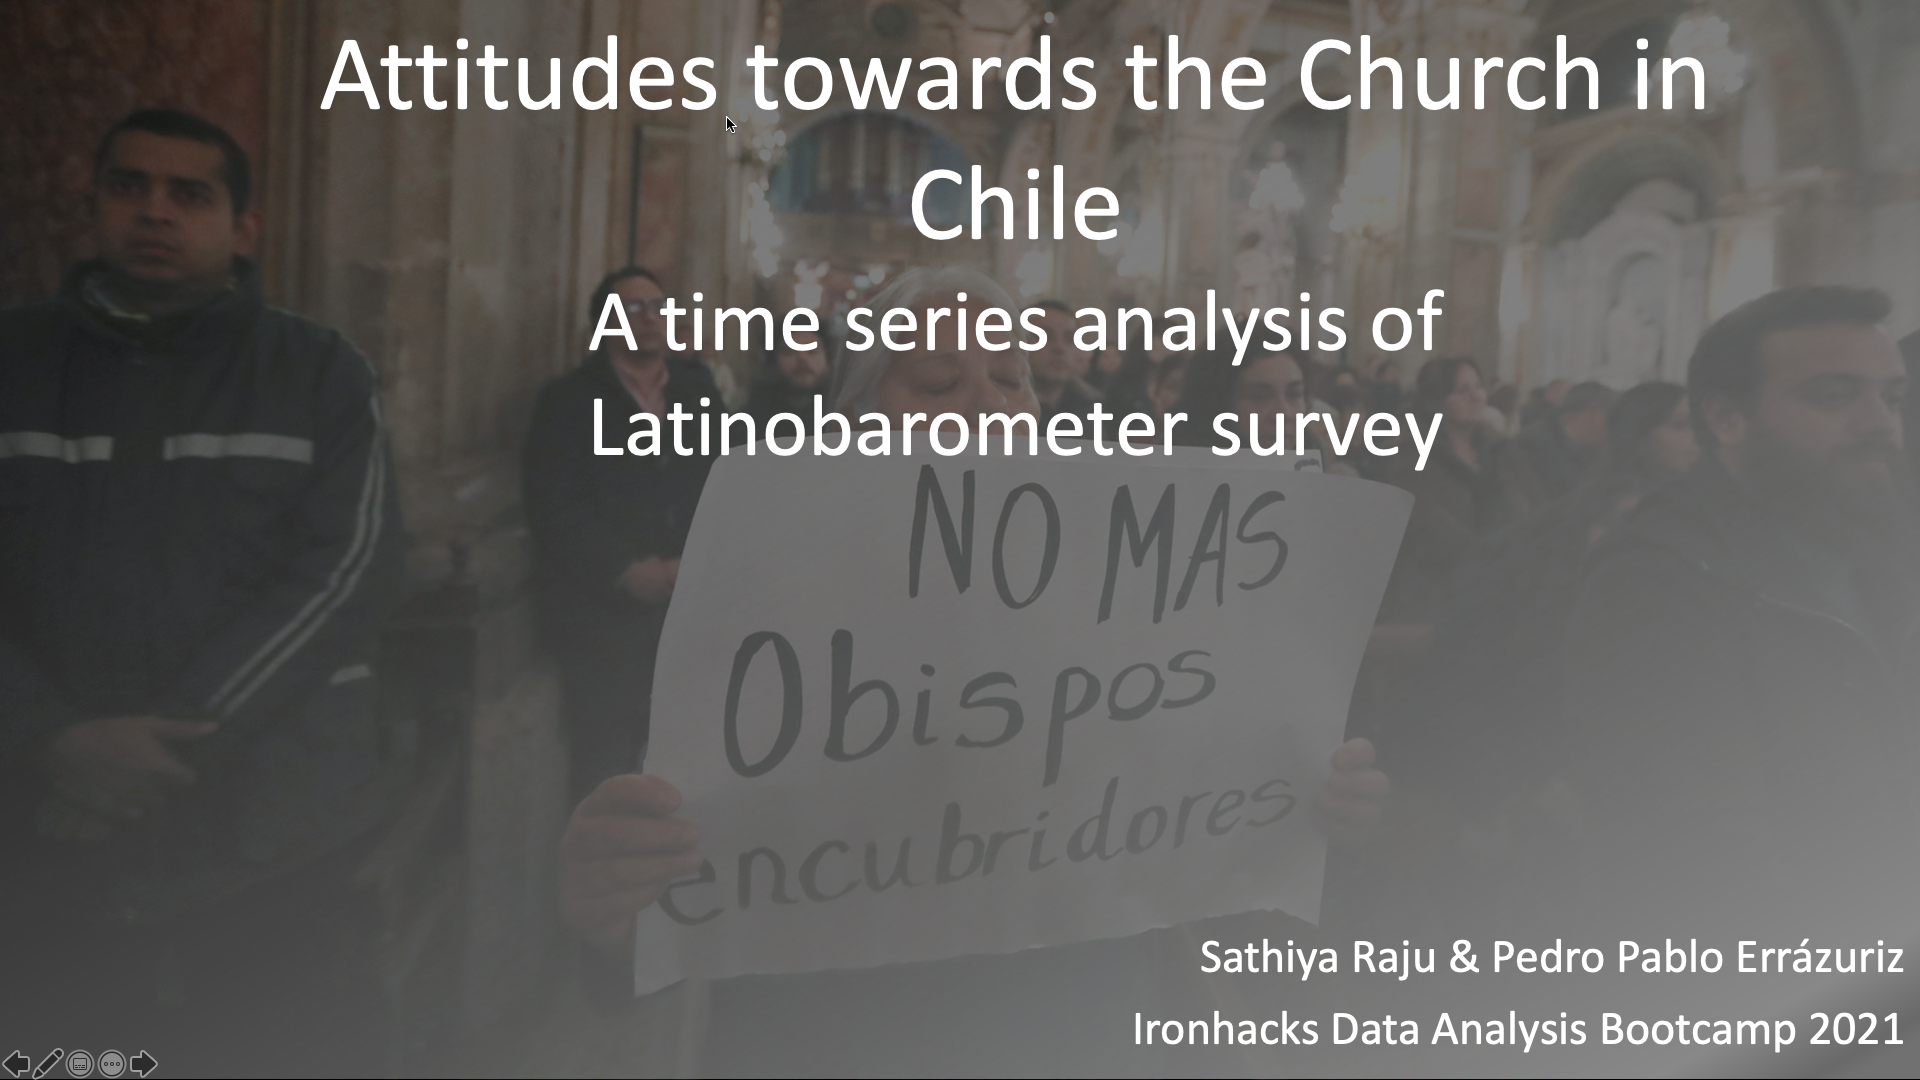 Attitudes towards the Church in
Chile
A time series analysis of
Latinobarometer survey
NO MAS
Obispos
encubridores
Sathiya Raju & Pedro Pablo Errázuriz
Ironhacks Data Analysis Bootcamp 2021